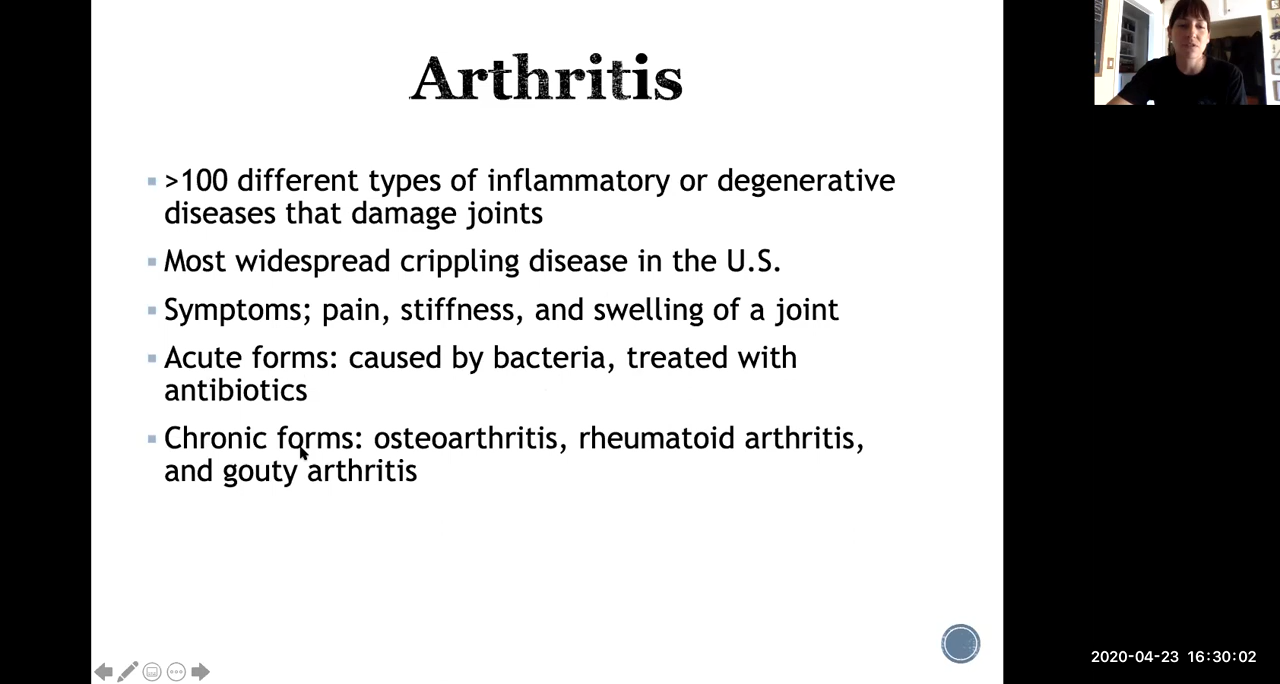 Arthritis
>100 different types of inflammatory or degenerative
diseases that damage joints
Most widespread crippling disease in the U.S.
Symptoms; pain, stiffness, and swelling of a joint
Acute forms: caused by bacteria, treated with
antibiotics
Chronic forms: osteoarthritis, rheumatoid arthritis,
and gouty arthritis
2020-04-23 16:30:02